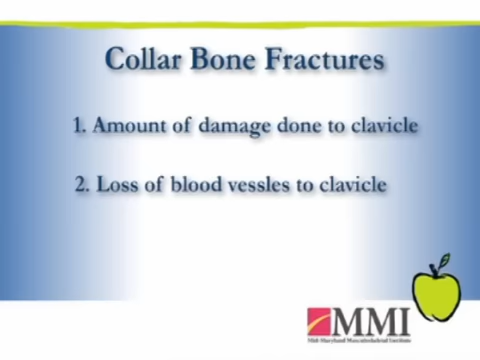 Collar Bone Fractures
1. Amount of damage done to clavicle
2. Loss of blood vessles to clavicle
MMI
Mid-Maryland Musculoskeletal Institute